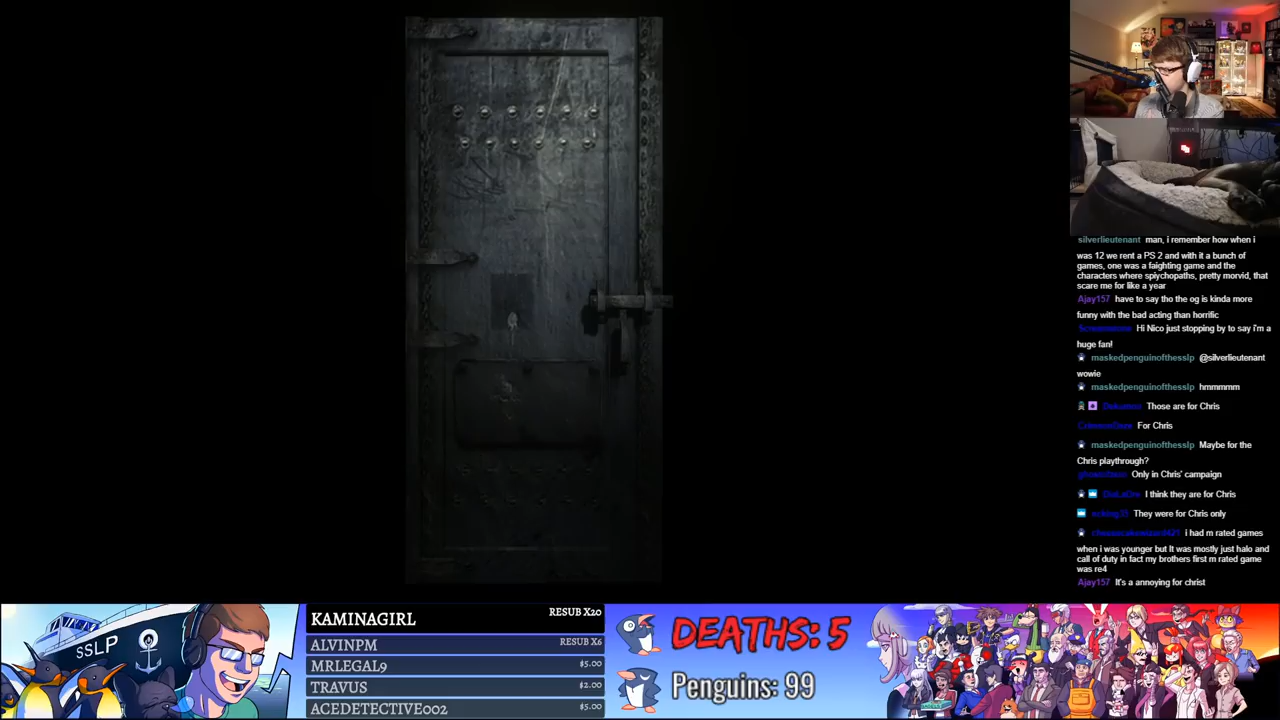 silverlieutenant man, i remember how when i
was 12 we rent a PS 2 and with it a bunch of
games, one was a faighting game and the
characters where spiychopaths, pretty morvid, that
scare me for like a year
Ajay157 have to say tho the og is kinda more
funny with the bad acting than horrific
Hi Nico just stopping by to say i'm a
huge fan!
maskedpenguinofthesslp @silverlieutenant
wowie
maskedpenguinofthesslp hmmmmm
Those are for Chris
For Chris
maskedpenguinofthesslp Maybe for the
Chris playthrough?
Only in Chris' campaign
I think they are for Chris
They were for Chris only
i had m rated games
when i was younger but It was mostly just halo and
call of duty in fact my brothers first m rated game
was re4
Ajay157 It's a annoying for christ
SSLP
KAMINAGIRL RESUB X20
ALVINPM RESUB X6
MRLEGAL9 $5.00
TRAVUS $2.00
ACEDETECTIVE002 $5.00
DEATHS: 5
Penguins: 99